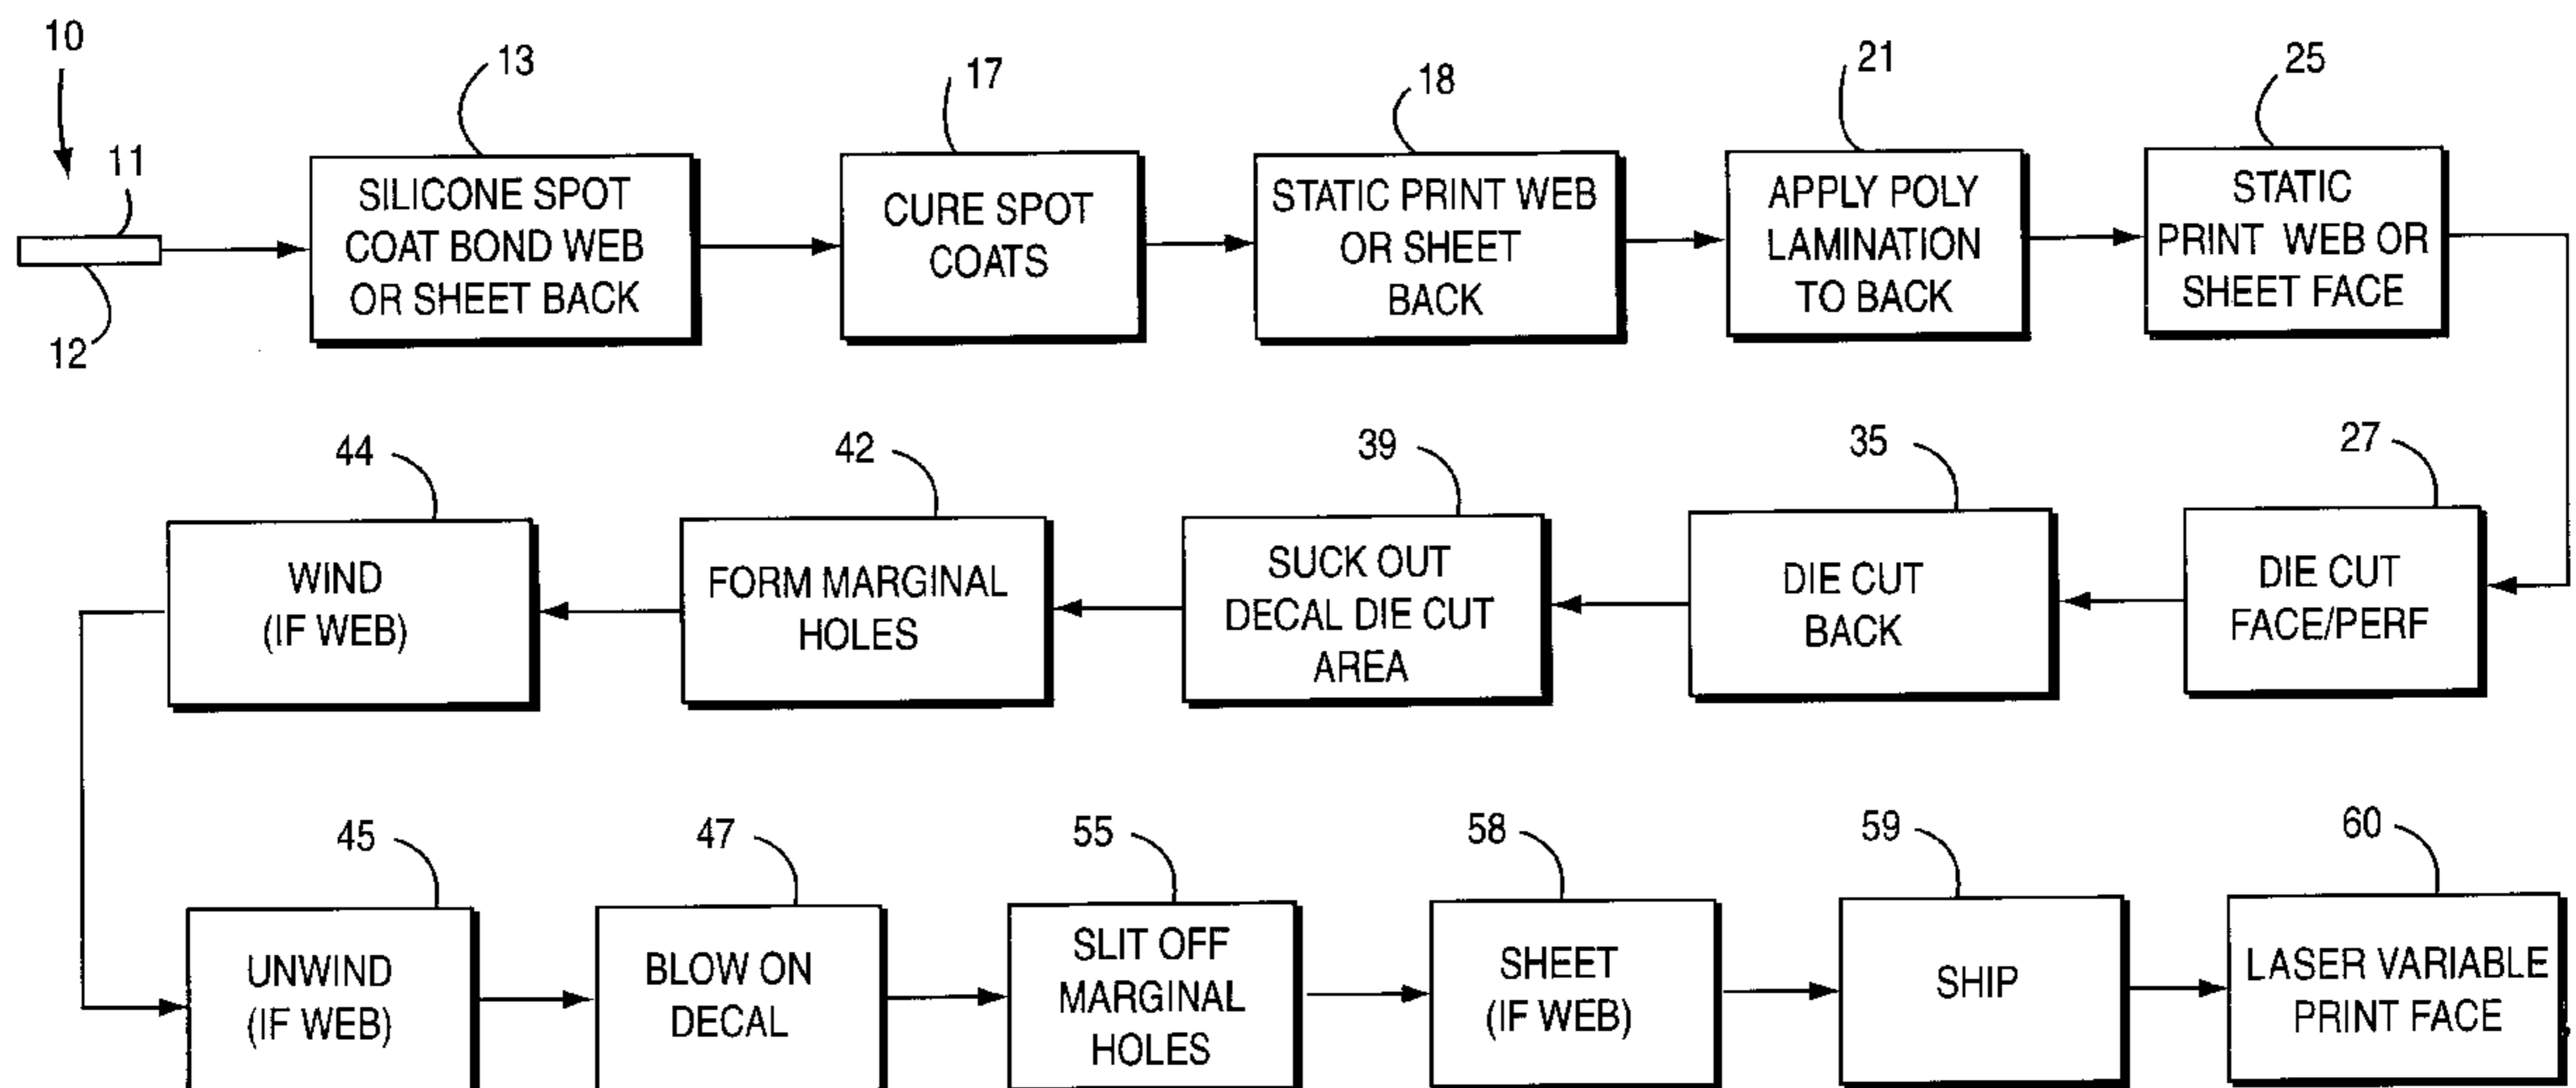 10
11
12
13
SILICONE SPOT
COAT BOND WEB
OR SHEET BACK
17
CURE SPOT
COATS
18
STATIC PRINT WEB
OR SHEET
BACK
21
APPLY POLY
LAMINATION
TO BACK
25
STATIC
PRINT WEB OR
SHEET FACE
27
DIE CUT
FACE/PERF
35
DIE CUT
BACK
39
SUCK OUT
DECAL DIE CUT
AREA
42
FORM MARGINAL
HOLES
44
WIND
(IF WEB)
45
UNWIND
(IF WEB)
47
BLOW ON
DECAL
55
SLIT OFF
MARGINAL
HOLES
58
SHEET
(IF WEB)
59
SHIP
60
LASER VARIABLE
PRINT FACE